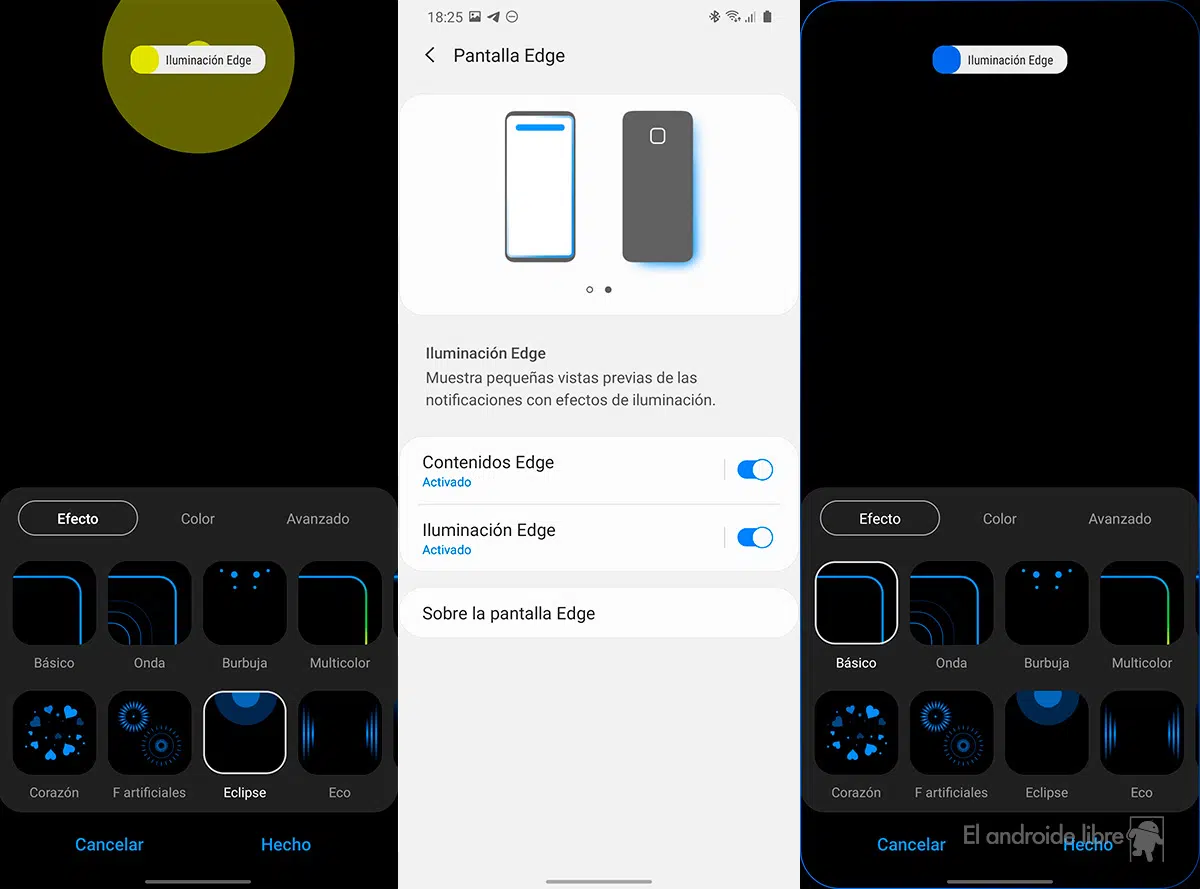 Iluminación Edge
Efecto
Color
Avanzado
Básico
Onda
Burbuja
Multicolor
Corazón
F artificiales
Eclipse
Eco
Cancelar
Hecho
18:25
Pantalla Edge
Iluminación Edge
Muestra pequeñas vistas previas de las
notificaciones con efectos de iluminación.
Contenidos Edge
Activado
Iluminación Edge
Activado
Sobre la pantalla Edge
Iluminación Edge
Efecto
Color
Avanzado
Básico
Onda
Burbuja
Multicolor
Corazón
F artificiales
Eclipse
Eco
Cancelar
Hecho
El androide libre